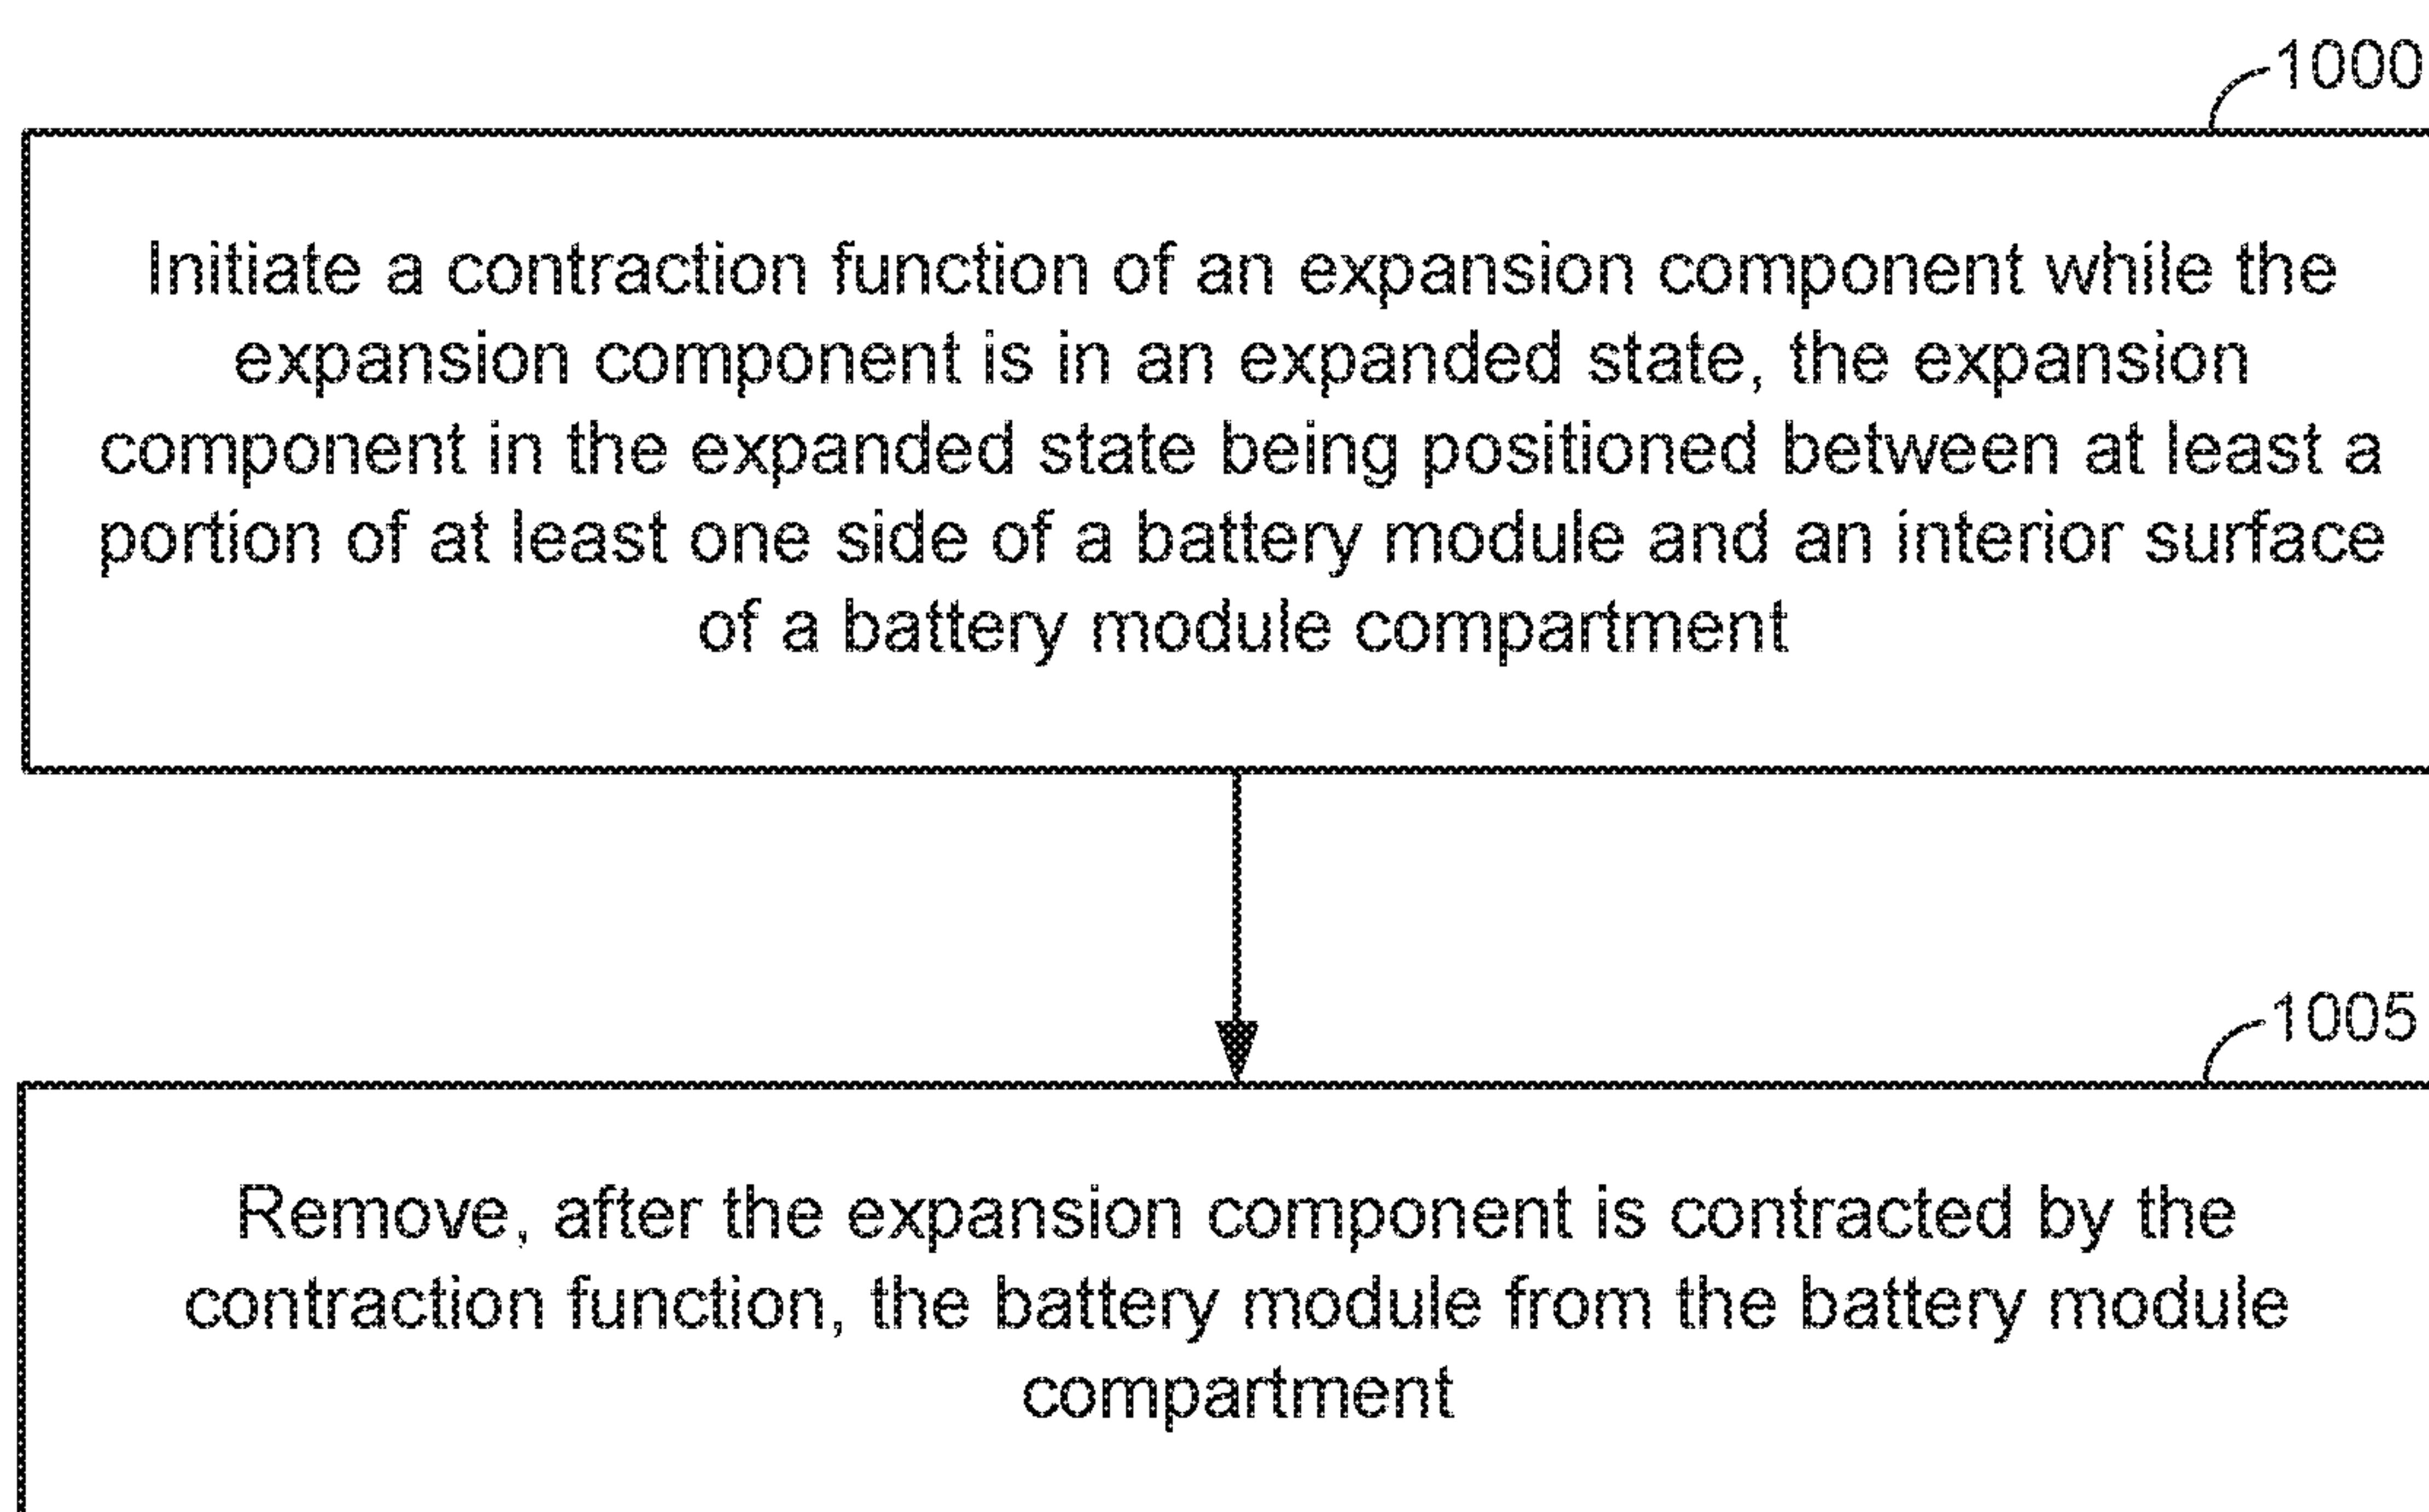 1000
Initiate a contraction function of an expansion component while the
expansion component is in an expanded state, the expansion
component in the expanded state being positioned between at least a
portion of at least one side of a battery module and an interior surface
of a battery module compartment
1005
Remove, after the expansion component is contracted by the
contraction function, the battery module from the battery module
compartment